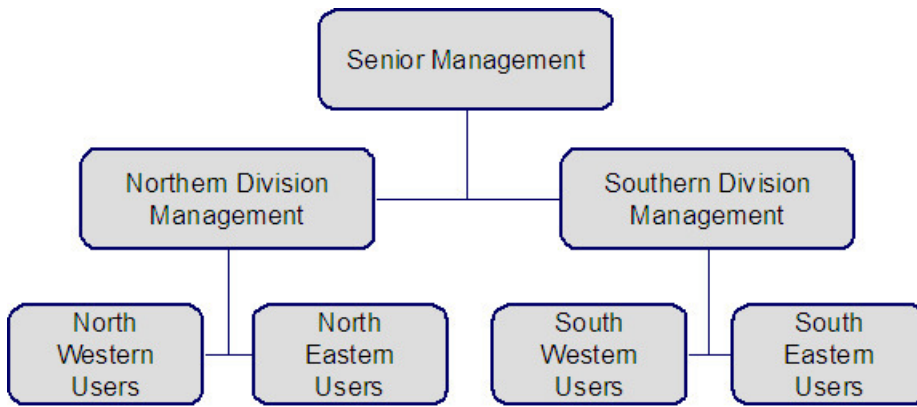 Senior Management
Northern Division
Management
Southern Division
Management
North
Western
Users
North
Eastern
Users
South
Western
Users
South
Eastern
Users